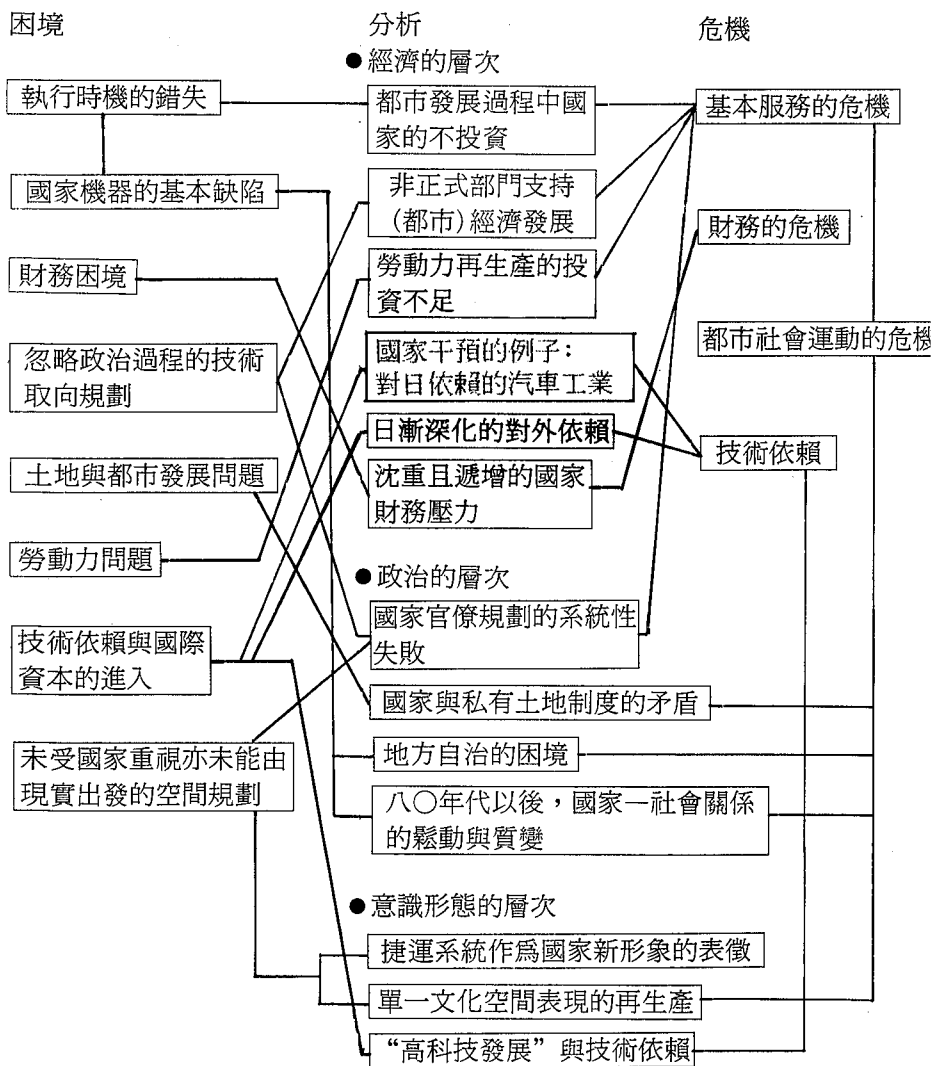 困境
執行時機的錯失
國家機器的基本缺陷
財務困境
忽略政治過程的技術
取向規劃
土地與都市發展問題
勞動力問題
技術依賴與國際
資本的進入
未受國家重視亦未能由
現實出發的空間規劃
分析
●經濟的層次
都市發展過程中國
家的不投資
非正式部門支持
(都市)經濟發展
勞動力再生產的投
資不足
國家干預的例子：
對日依賴的汽車工業
日漸深化的對外依賴
沈重且遞增的國家
財務壓力
●政治的層次
國家官僚規劃的系統性
失敗
國家與私有土地制度的矛盾
地方自治的困境
八〇年代以後，國家—社會關係
的鬆動與質變
●意識形態的層次
捷運系統作爲國家新形象的表徵
單一文化空間表現的再生產
“高科技發展”與技術依賴
危機
基本服務的危機
財務的危機
都市社會運動的危機
技術依賴